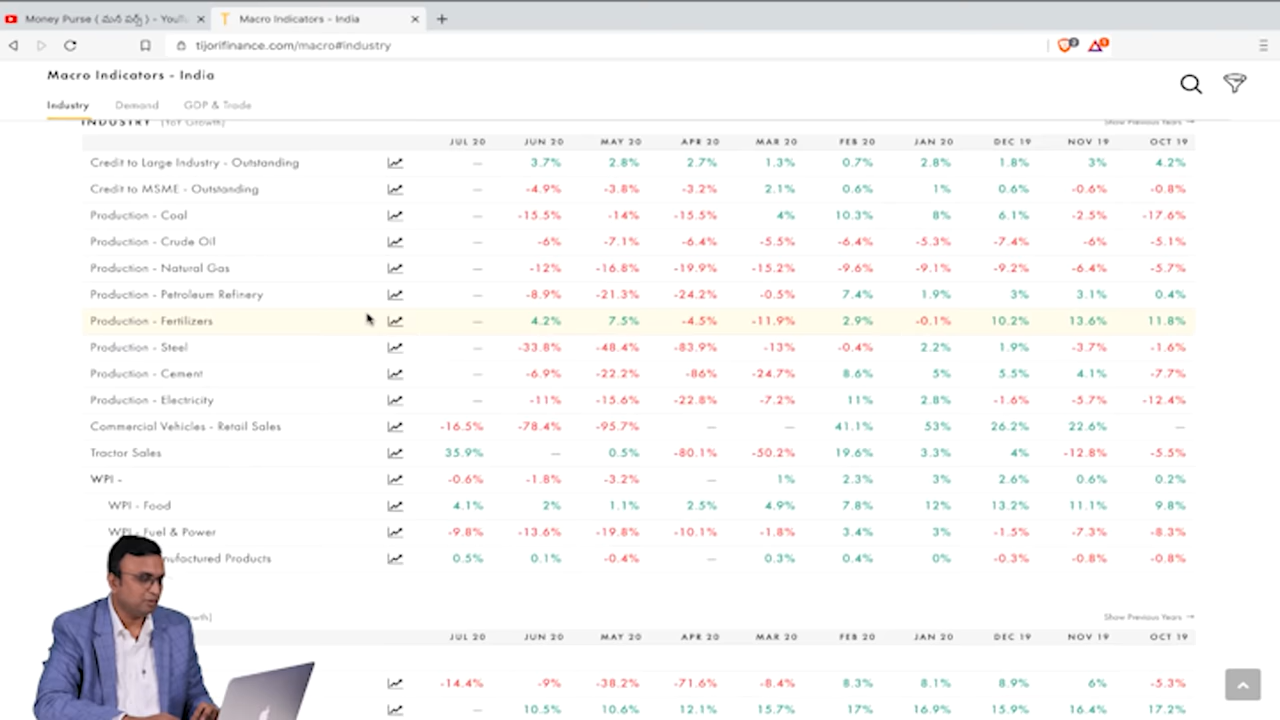 Money Purse ( మనీ పర్స్ ) - YouTu
Macro Indicators - India
tijorifinance.com/macro#industry
Macro Indicators - India
Industry Demand GDP & Trade
INDUSTRY (YoY Growth) Show Previous Years →
JUL 20 JUN 20 MAY 20 APR 20 MAR 20 FEB 20 JAN 20 DEC 19 NOV 19 OCT 19
Credit to Large Industry - Outstanding — 3.7% 2.8% 2.7% 1.3% 0.7% 2.8% 1.8% 3% 4.2%
Credit to MSME - Outstanding — -4.9% -3.8% -3.2% 2.1% 0.6% 1% 0.6% -0.6% -0.8%
Production - Coal — -15.5% -14% -15.5% 4% 10.3% 8% 6.1% -2.5% -17.6%
Production - Crude Oil — -6% -7.1% -6.4% -5.5% -6.4% -5.3% -7.4% -6% -5.1%
Production - Natural Gas — -12% -16.8% -19.9% -15.2% -9.6% -9.1% -9.2% -6.4% -5.7%
Production - Petroleum Refinery — -8.9% -21.3% -24.2% -0.5% 7.4% 1.9% 3% 3.1% 0.4%
Production - Fertilizers — 4.2% 7.5% -4.5% -11.9% 2.9% -0.1% 10.2% 13.6% 11.8%
Production - Steel — -33.8% -48.4% -83.9% -13% -0.4% 2.2% 1.9% -3.7% -1.6%
Production - Cement — -6.9% -22.2% -86% -24.7% 8.6% 5% 5.5% 4.1% -7.7%
Production - Electricity — -11% -15.6% -22.8% -7.2% 11% 2.8% -1.6% -5.7% -12.4%
Commercial Vehicles - Retail Sales -16.5% -78.4% -95.7% — — 41.1% 53% 26.2% 22.6% —
Tractor Sales 35.9% — 0.5% -80.1% -50.2% 19.6% 3.3% 4% -12.8% -5.5%
WPI - -0.6% -1.8% -3.2% — 1% 2.3% 3% 2.6% 0.6% 0.2%
WPI - Food 4.1% 2% 1.1% 2.5% 4.9% 7.8% 12% 13.2% 11.1% 9.8%
WPI - Fuel & Power -9.8% -13.6% -19.8% -10.1% -1.8% 3.4% 3% -1.5% -7.3% -8.3%
nufactured Products 0.5% 0.1% -0.4% — 0.3% 0.4% 0% -0.3% -0.8% -0.8%
wth) Show Previous Years →
JUL 20 JUN 20 MAY 20 APR 20 MAR 20 FEB 20 JAN 20 DEC 19 NOV 19 OCT 19
-14.4% -9% -38.2% -71.6% -8.4% 8.3% 8.1% 8.9% 6% -5.3%
— 10.5% 10.6% 12.1% 15.7% 17% 16.9% 15.9% 16.4% 17.2%